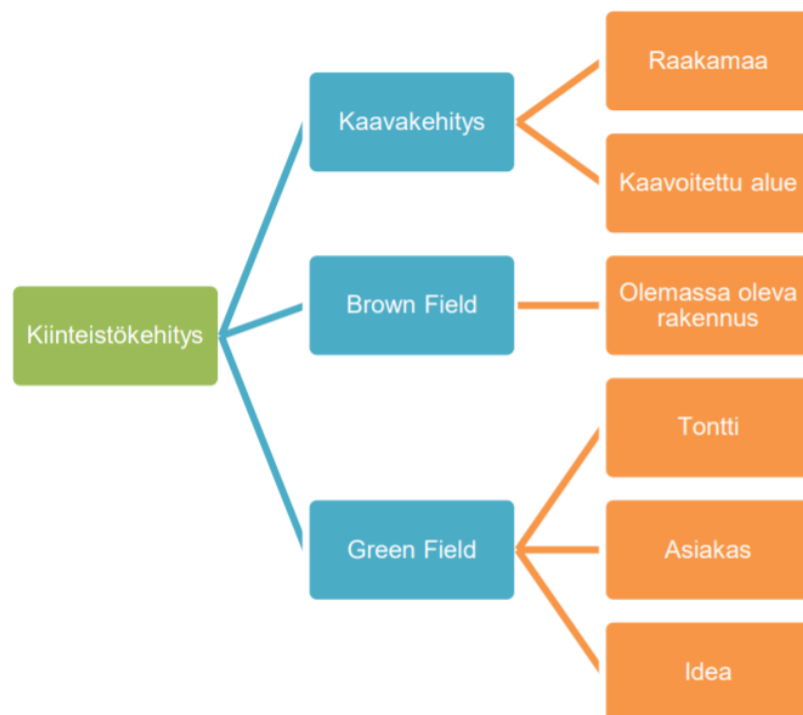 Kiinteistökehitys
Kaavakehitys
Raakamaa
Kaavoitettu alue
Brown Field
Olemassa oleva
rakennus
Green Field
Tontti
Asiakas
Idea